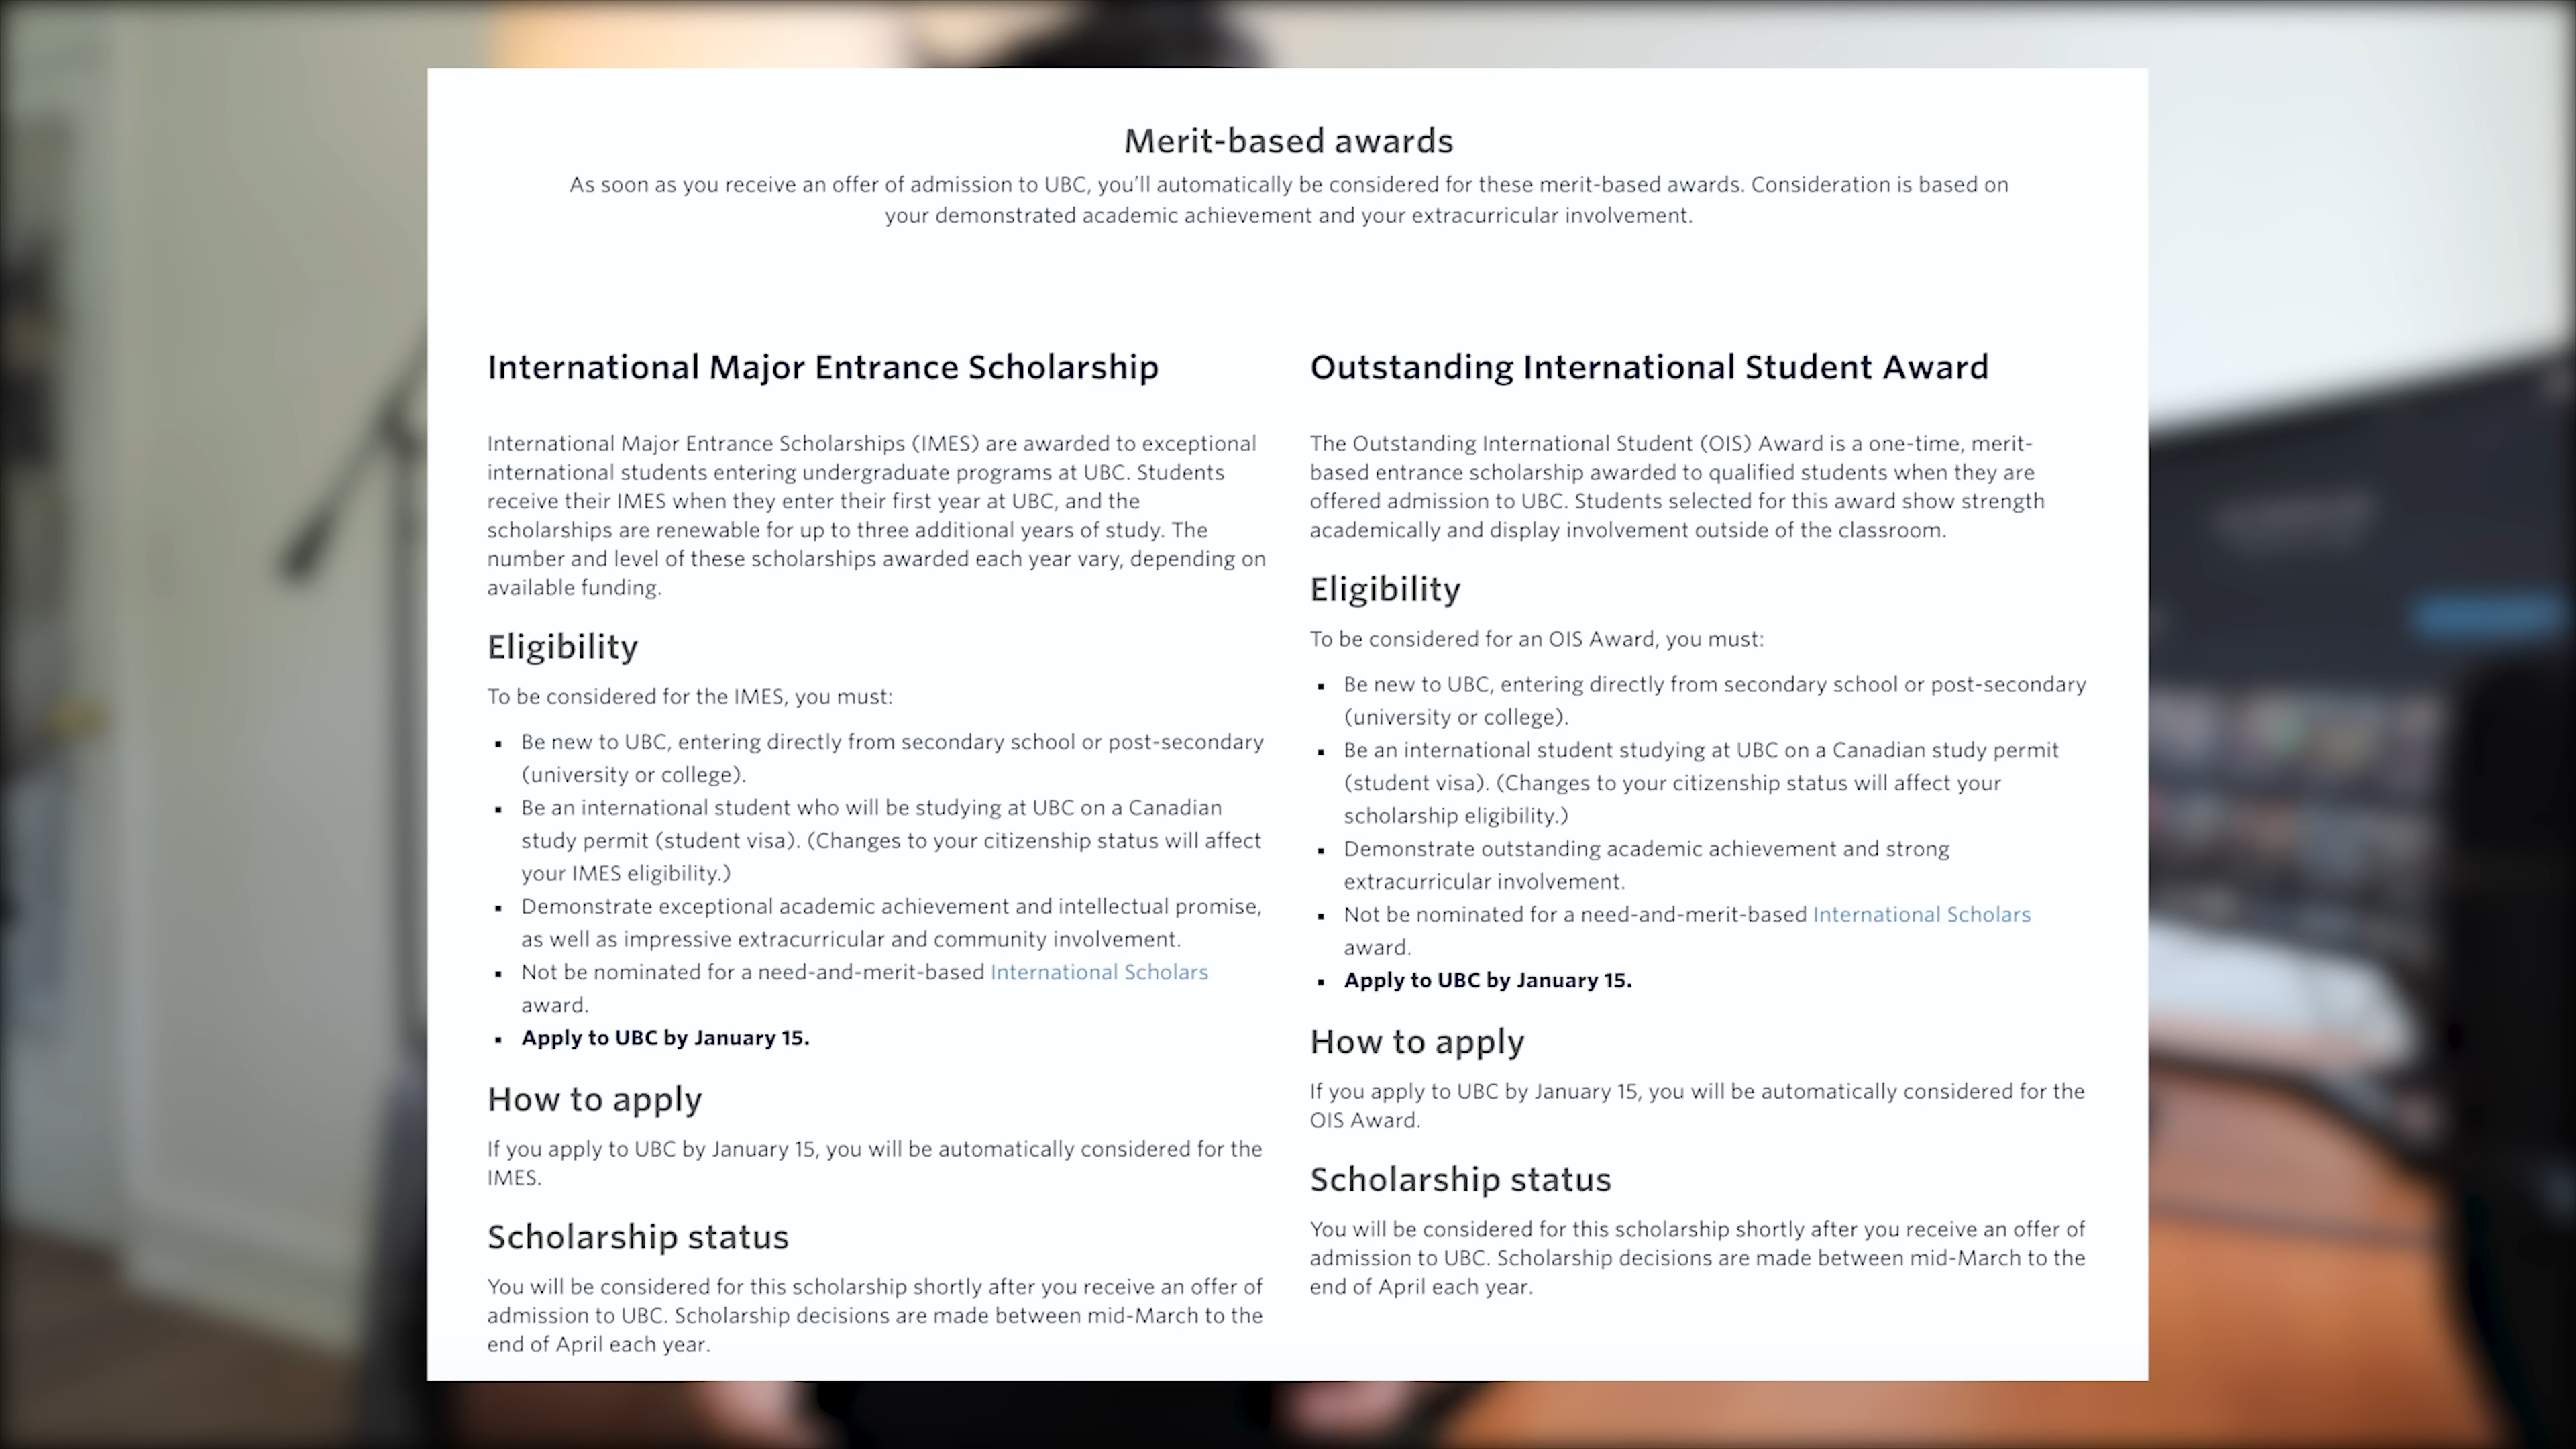 Merit-based awards
As soon as you receive an offer of admission to UBC, you'll automatically be considered for these merit-based awards. Consideration is based on
your demonstrated academic achievement and your extracurricular involvement.
International Major Entrance Scholarship
International Major Entrance Scholarships (IMES) are awarded to exceptional
international students entering undergraduate programs at UBC. Students
receive their IMES when they enter their first year at UBC, and the
scholarships are renewable for up to three additional years of study. The
number and level of these scholarships awarded each year vary, depending on
available funding.
Eligibility
To be considered for the IMES, you must:
▪ Be new to UBC, entering directly from secondary school or post-secondary
(university or college).
▪ Be an international student who will be studying at UBC on a Canadian
study permit (student visa). (Changes to your citizenship status will affect
your IMES eligibility.)
▪ Demonstrate exceptional academic achievement and intellectual promise,
as well as impressive extracurricular and community involvement.
▪ Not be nominated for a need-and-merit-based International Scholars
award.
▪ Apply to UBC by January 15.
How to apply
If you apply to UBC by January 15, you will be automatically considered for the
IMES.
Scholarship status
You will be considered for this scholarship shortly after you receive an offer of
admission to UBC. Scholarship decisions are made between mid-March to the
end of April each year.
Outstanding International Student Award
The Outstanding International Student (OIS) Award is a one-time, merit-
based entrance scholarship awarded to qualified students when they are
offered admission to UBC. Students selected for this award show strength
academically and display involvement outside of the classroom.
Eligibility
To be considered for an OIS Award, you must:
▪ Be new to UBC, entering directly from secondary school or post-secondary
(university or college).
▪ Be an international student studying at UBC on a Canadian study permit
(student visa). (Changes to your citizenship status will affect your
scholarship eligibility.)
▪ Demonstrate outstanding academic achievement and strong
extracurricular involvement.
▪ Not be nominated for a need-and-merit-based International Scholars
award.
▪ Apply to UBC by January 15.
How to apply
If you apply to UBC by January 15, you will be automatically considered for the
OIS Award.
Scholarship status
You will be considered for this scholarship shortly after you receive an offer of
admission to UBC. Scholarship decisions are made between mid-March to the
end of April each year.